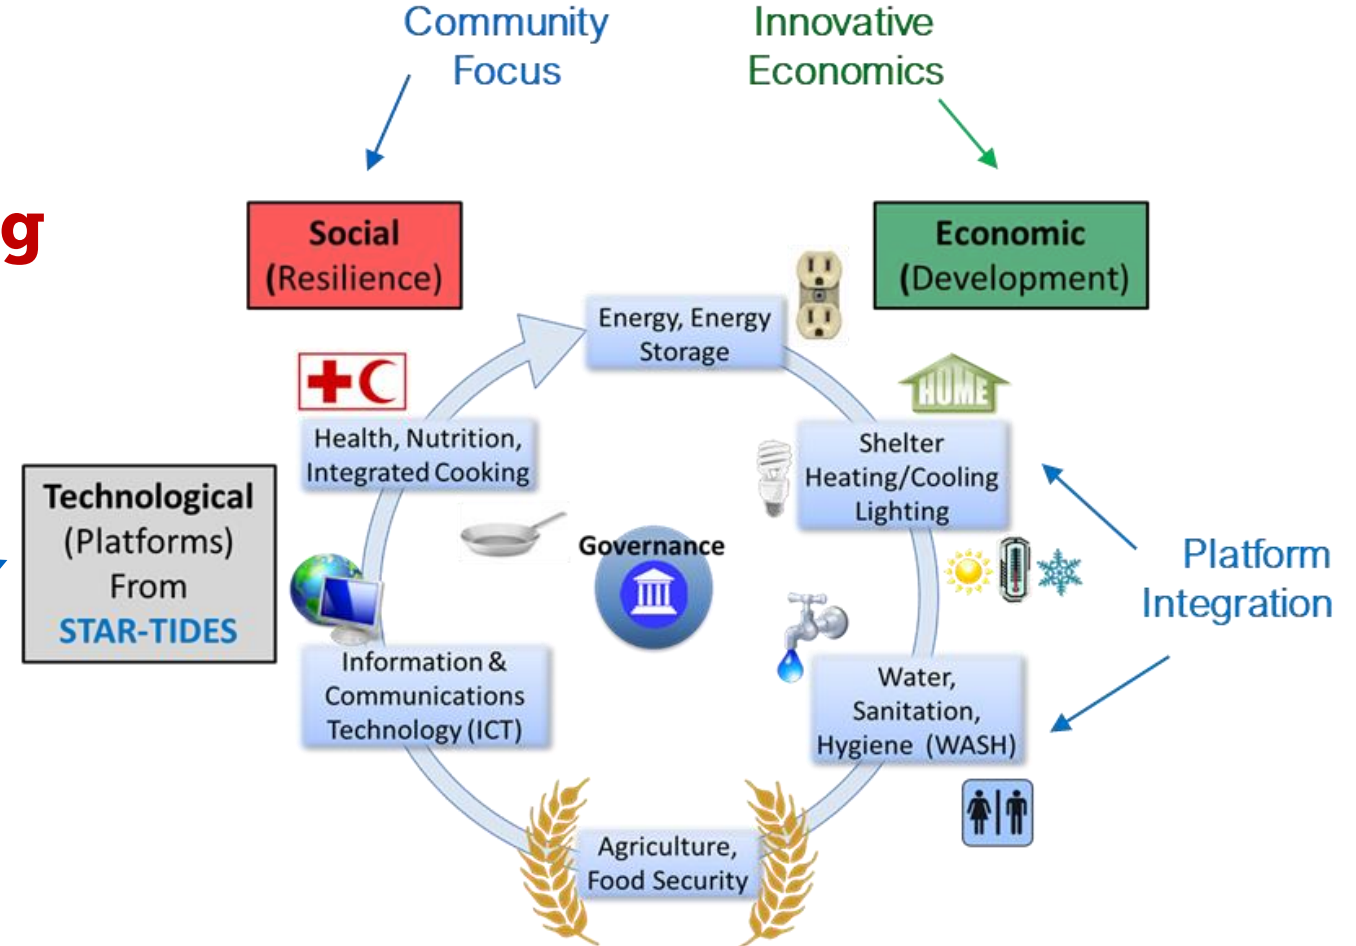 Community
Focus
Innovative
Economics
g
Social
(Resilience)
Economic
(Development)
Energy, Energy
Storage
HOME
Health, Nutrition,
Integrated Cooking
Shelter
Heating/Cooling
Lighting
Technological
(Platforms)
From
STAR-TIDES
Governance
Platform
Integration
Information &
Communications
Technology (ICT)
Water,
Sanitation,
Hygiene (WASH)
Agriculture,
Food Security